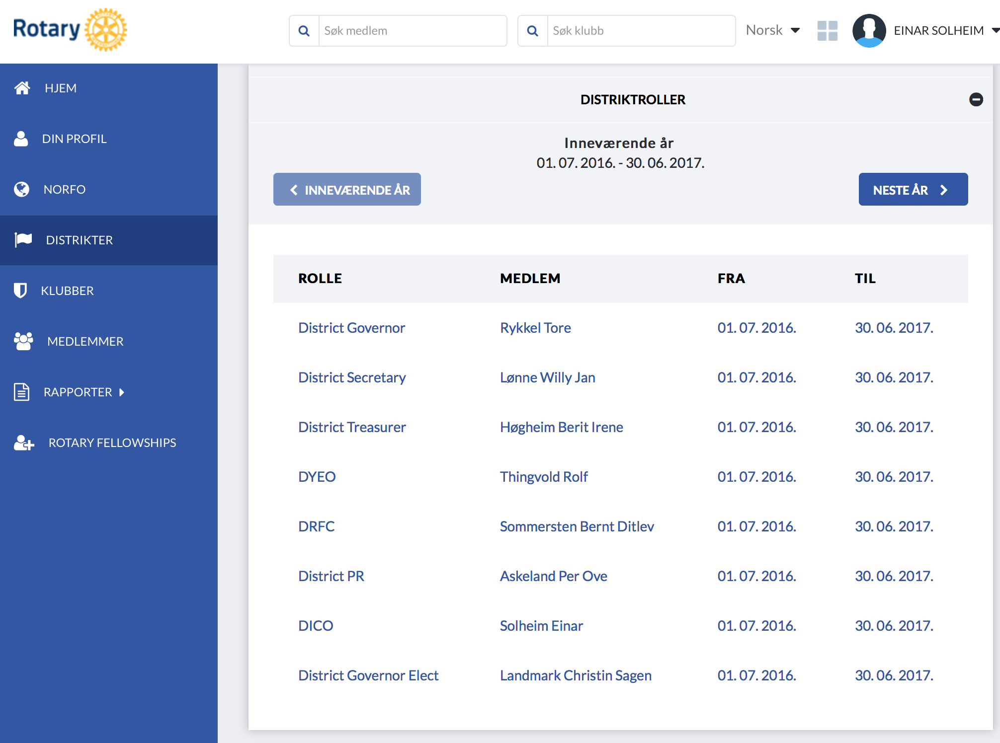 Rotary
Søk medlem
Søk klubb
Norsk
EINAR SOLHEIM
HJEM
DIN PROFIL
NORFO
DISTRIKTER
KLUBBER
MEDLEMMER
RAPPORTER
ROTARY FELLOWSHIPS
DISTRIKTROLLER
Inneværende år
01. 07. 2016. - 30. 06. 2017.
INNEVÆRENDE ÅR
NESTE ÅR
ROLLE MEDLEM FRA TIL
District Governor Rykkel Tore 01. 07. 2016. 30. 06. 2017.
District Secretary Lønne Willy Jan 01. 07. 2016. 30. 06. 2017.
District Treasurer Høgheim Berit Irene 01. 07. 2016. 30. 06. 2017.
DYEO Thingvold Rolf 01. 07. 2016. 30. 06. 2017.
DRFC Sommersten Bernt Ditlev 01. 07. 2016. 30. 06. 2017.
District PR Askeland Per Ove 01. 07. 2016. 30. 06. 2017.
DICO Solheim Einar 01. 07. 2016. 30. 06. 2017.
District Governor Elect Landmark Christin Sagen 01. 07. 2016. 30. 06. 2017.